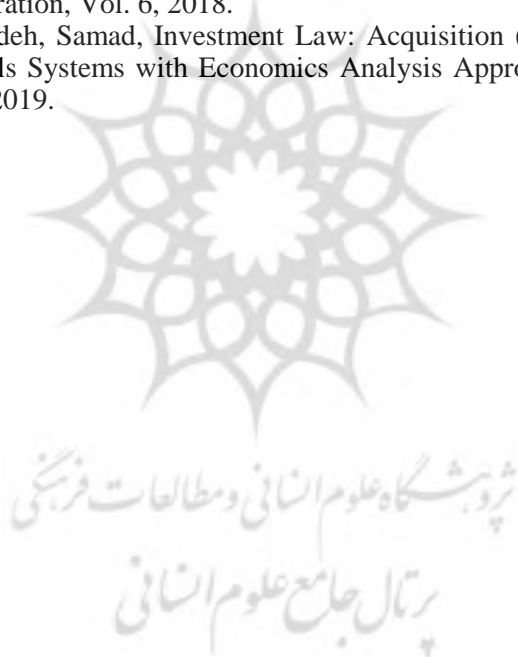 ration, Vol. 6, 2018.
deh, Samad, Investment Law: Acquisition
ls Systems with Economics Analysis Appro
2019.
پژوهشگاه علوم انسانی و مطالعات فرهنگی
پرتال جامع علوم انسانی